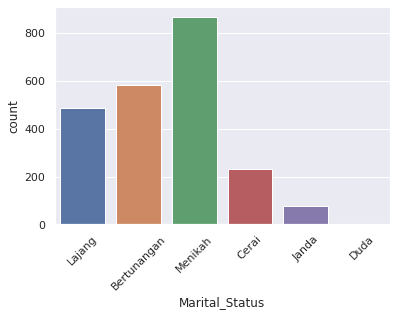 800
600
400
200
0
count
Lajang
Bertunangan
Menikah
Cerai
Janda
Duda
Marital_Status